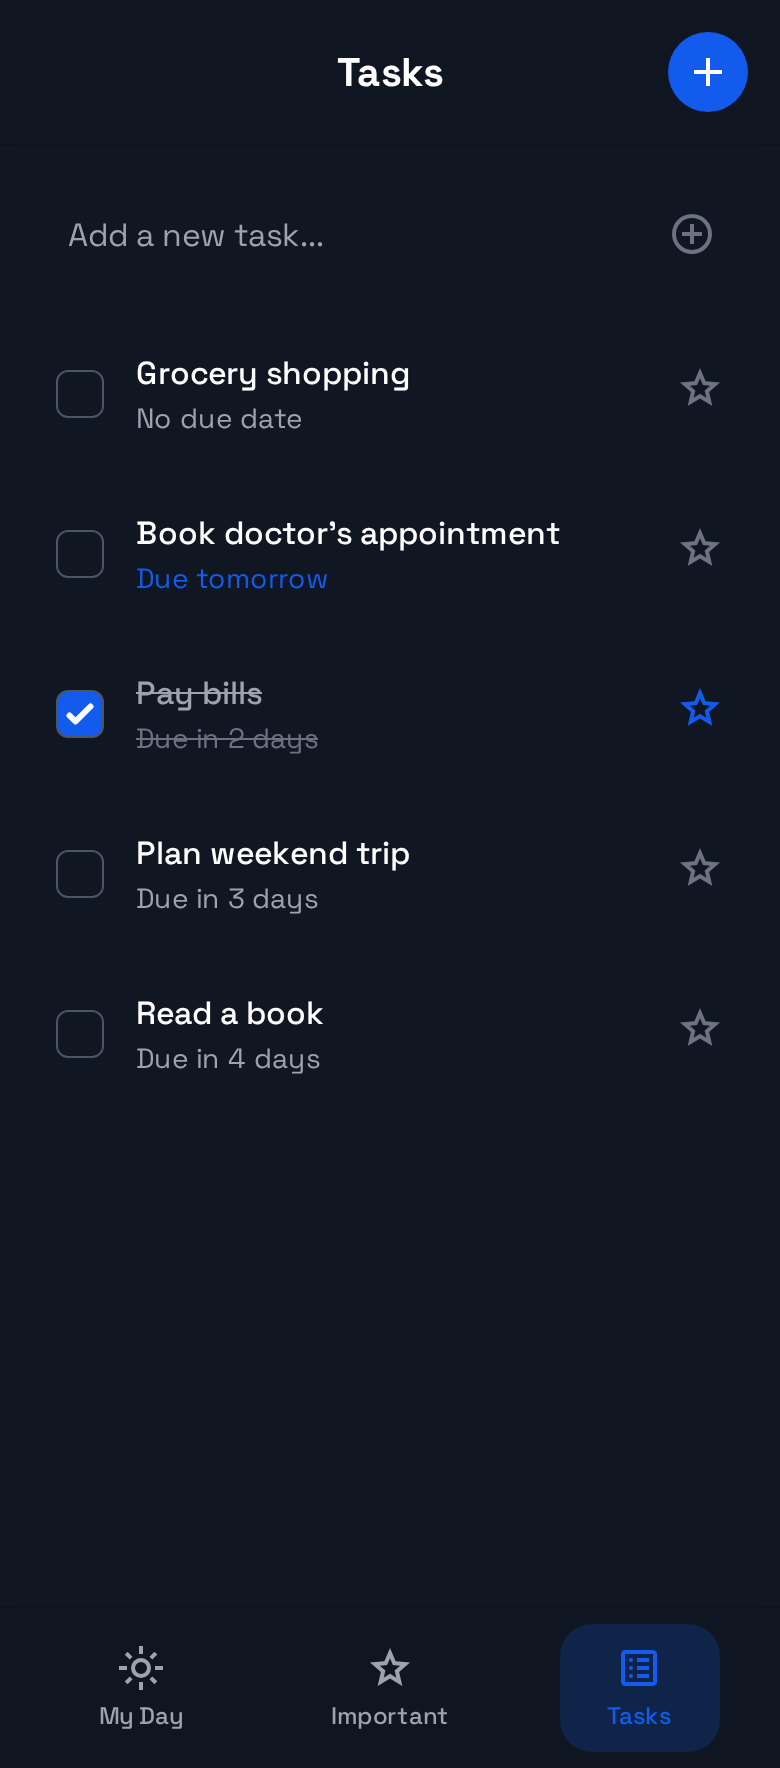 Tasks
Add a new task...
Grocery shopping
No due date
Book doctor's appointment
Due tomorrow
Pay bills
Due in 2 days
Plan weekend trip
Due in 3 days
Read a book
Due in 4 days
My Day
Important
Tasks